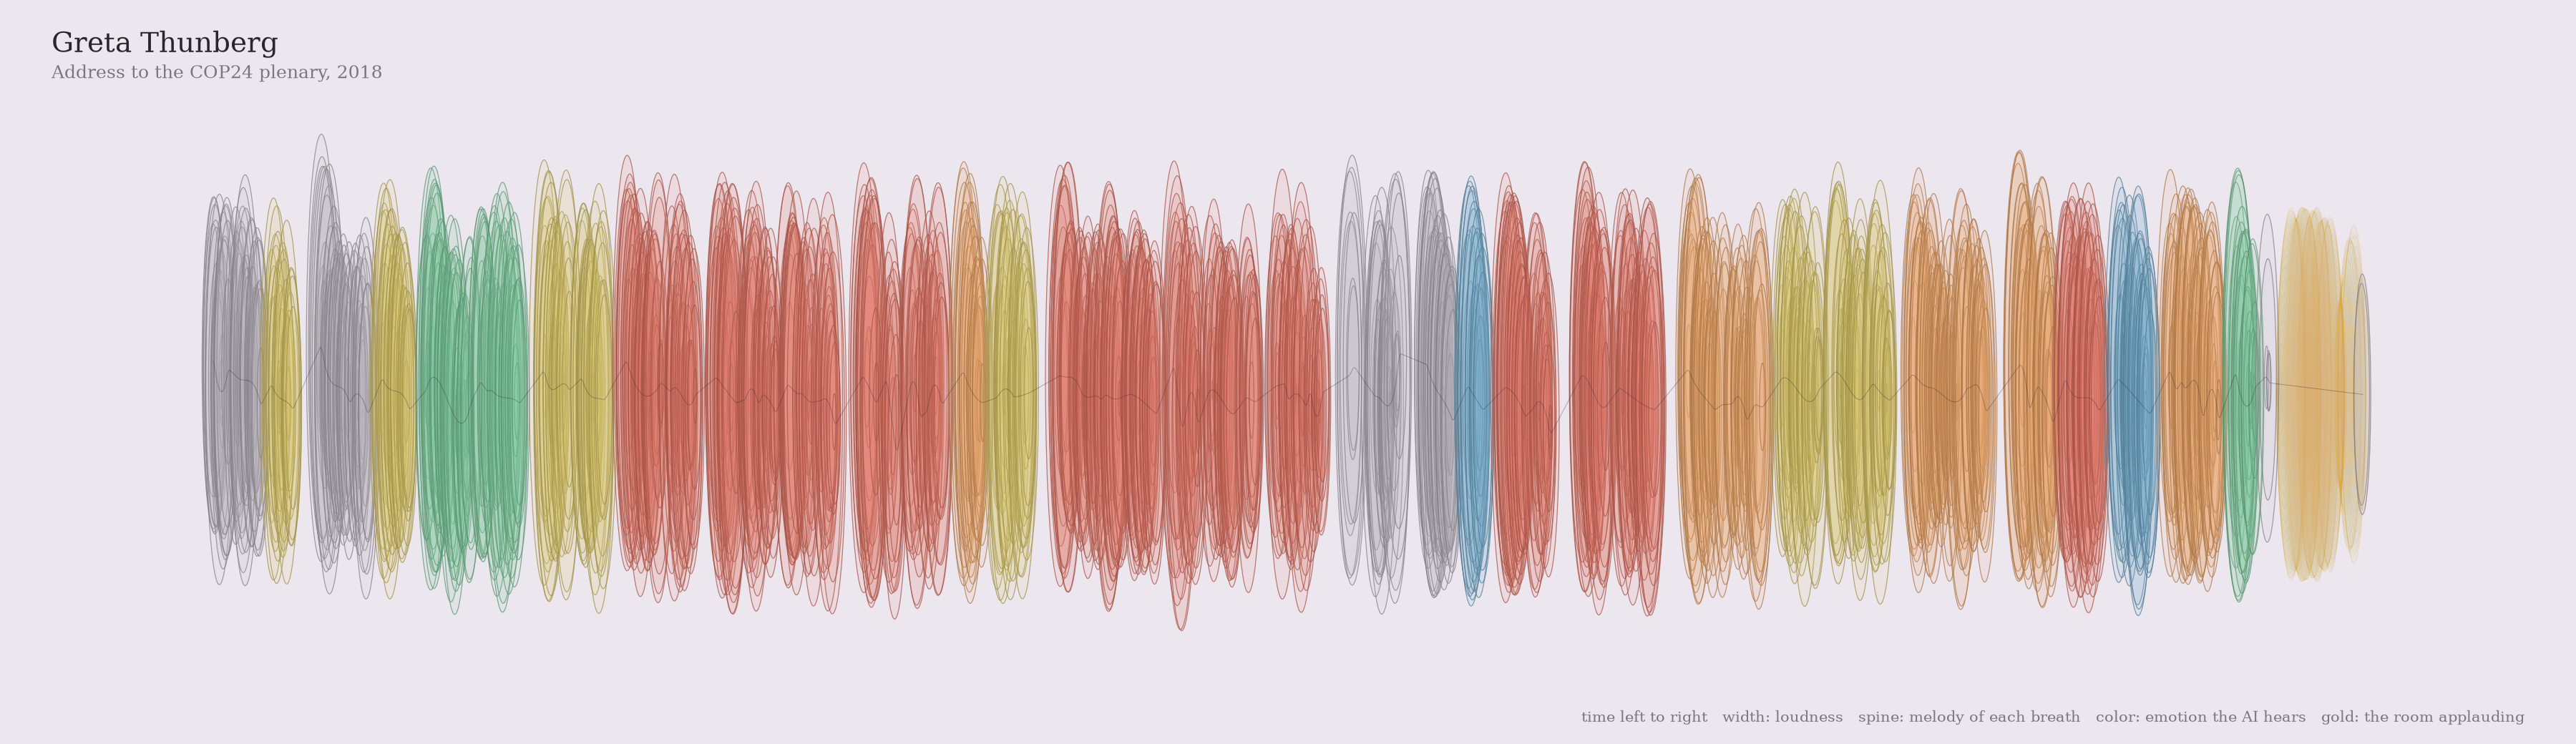 Greta Thunberg
Address to the COP24 plenary, 2018
time left to right   width: loudness   spine: melody of each breath   color: emotion the AI hears   gold: the room applauding